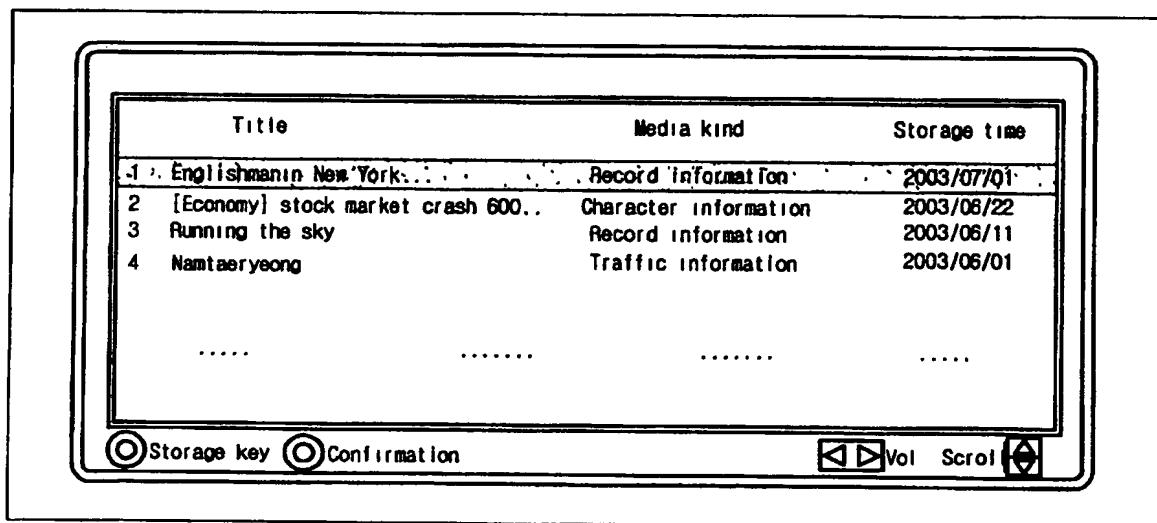 Title Media kind Storage time
1 Englishmanin New York... Record information 2003/07/01
2 [Economy] stock market crash 600.. Character information 2003/06/22
3 Running the sky Record information 2003/06/11
4 Namtaeryeong Traffic information 2003/06/01
..... ....... ....... .....
Storage key Confirmation Vol Scroll